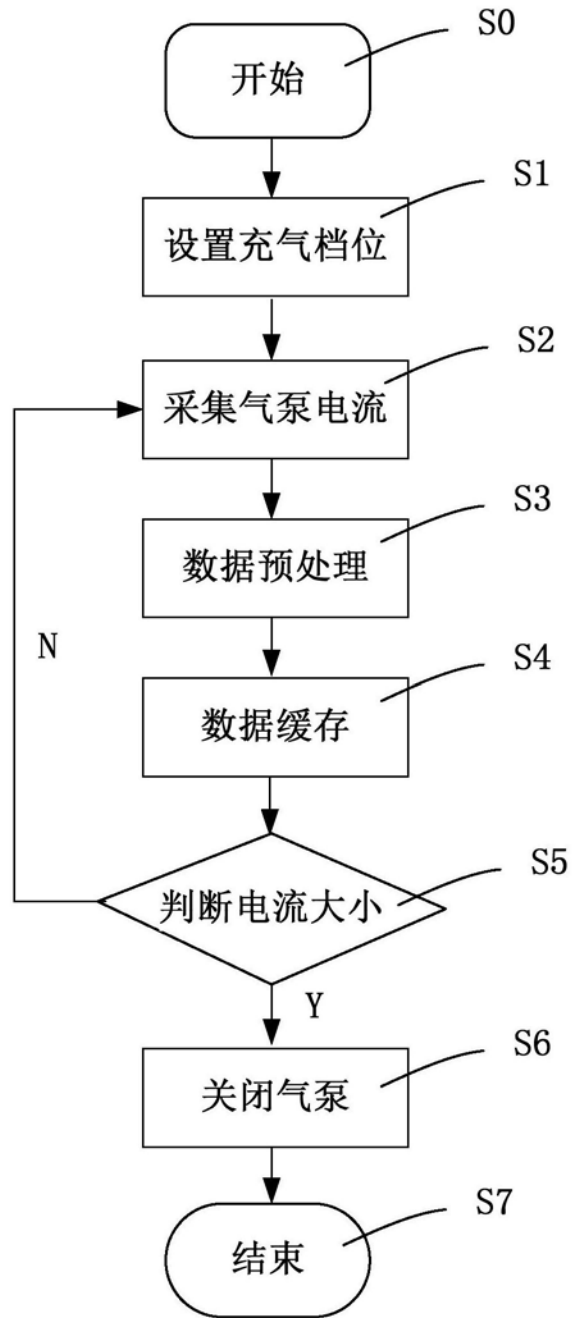 S0
开始
S1
设置充气档位
S2
采集气泵电流
S3
数据预处理
N
S4
数据缓存
S5
判断电流大小
Y
S6
关闭气泵
S7
结束